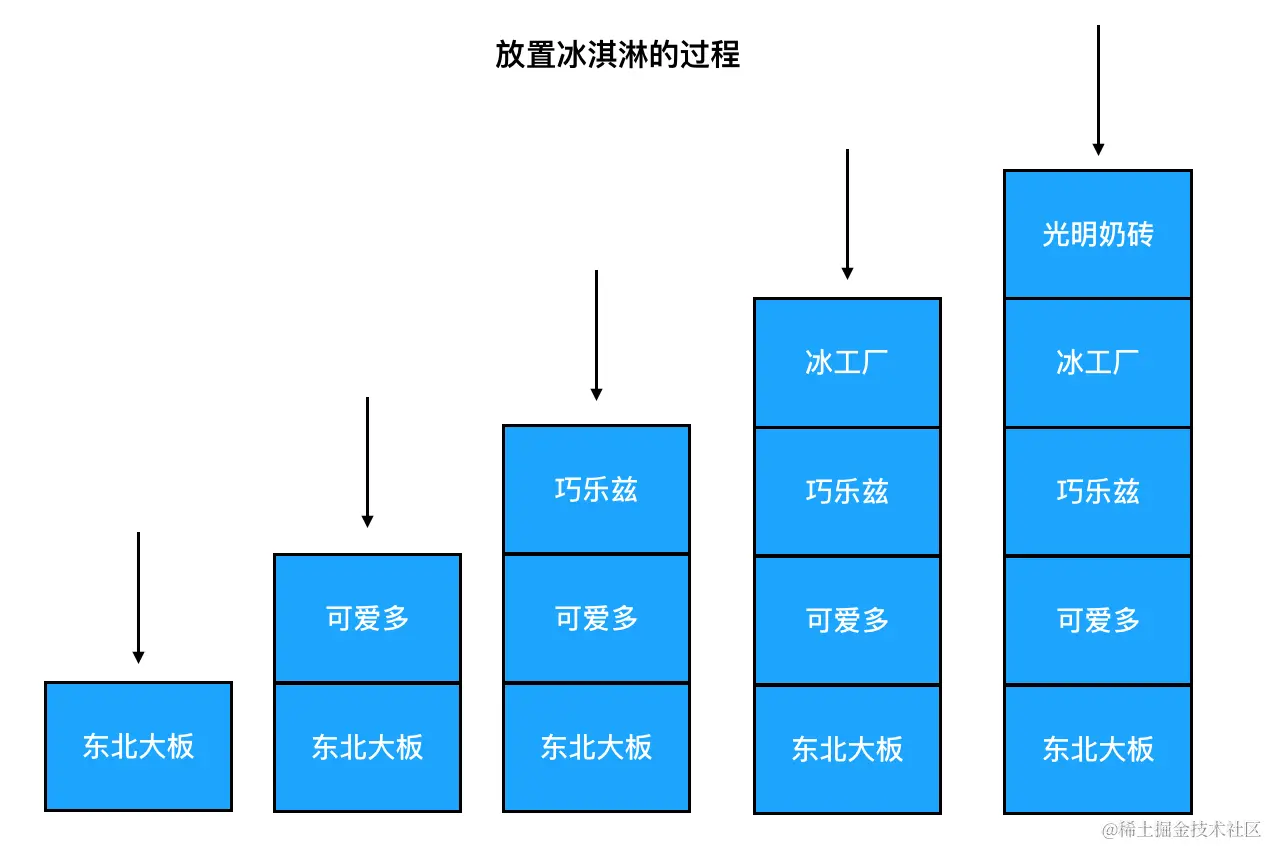 放置冰淇淋的过程
东北大板
可爱多
东北大板
巧乐兹
可爱多
东北大板
冰工厂
巧乐兹
可爱多
东北大板
光明奶砖
冰工厂
巧乐兹
可爱多
东北大板
@稀土掘金技术社区